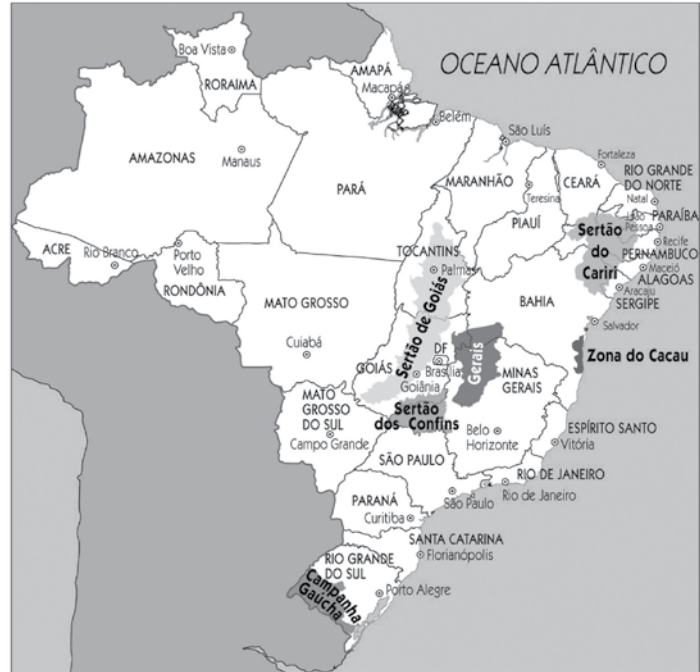 OCEANO ATLÂNTICO
Boa Vista
RORAIMA
AMAPÁ
Macapá
Belém
São Luís
Fortaleza
AMAZONAS
Manaus
PARÁ
MARANHÃO
Teresina
CEARÁ
RIO GRANDE
DO NORTE
Natal
PIAUÍ
João
Pessoa
PARAÍBA
Sertão
do
Cariri
Recife
PERNAMBUCO
Maceió
ALAGOAS
Aracaju
SERGIPE
ACRE
Rio Branco
Porto
Velho
RONDÔNIA
TOCANTINS
Palmas
Sertão de Goiás
MATO GROSSO
Cuiabá
BAHIA
Salvador
Zona do Cacau
GOIÁS
DF
Brasília
Goiânia
Gerais
MINAS
GERAIS
Belo
Horizonte
Sertão
dos Confins
MATO
GROSSO
DO SUL
Campo Grande
ESPÍRITO SANTO
Vitória
SÃO PAULO
São Paulo
RIO DE JANEIRO
Rio de Janeiro
PARANÁ
Curitiba
SANTA CATARINA
Florianópolis
RIO GRANDE
DO SUL
Campanha
Gaúcha
Porto Alegre